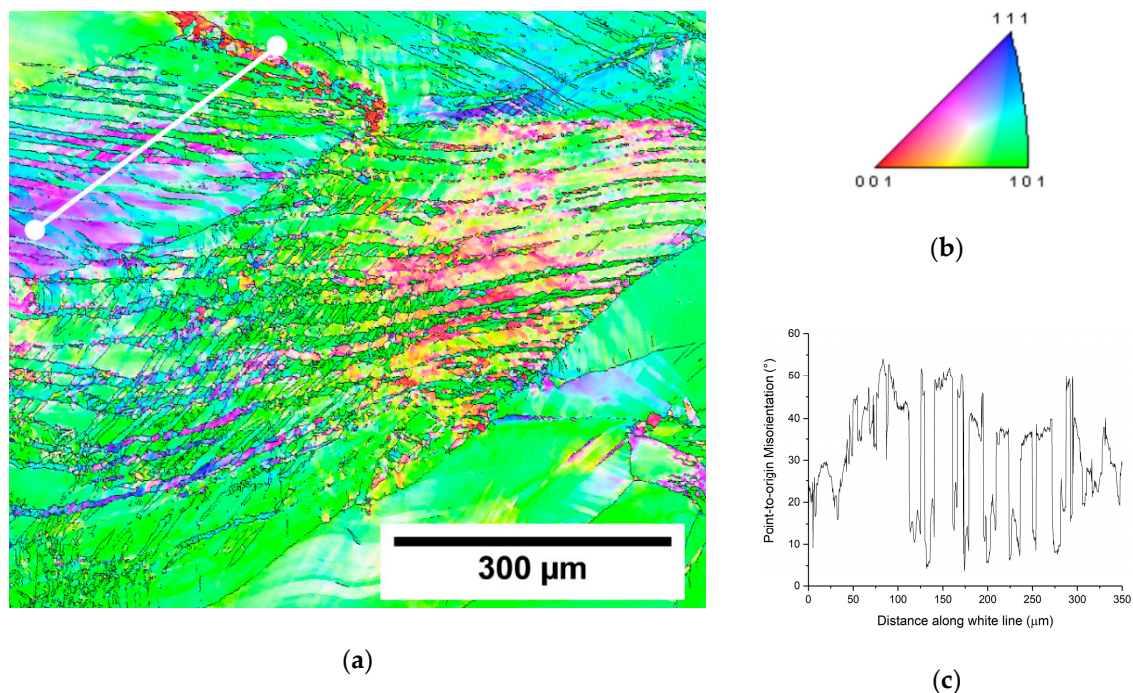 300 µm
(a)
1 1 1
0 0 1
1 0 1
(b)
60
50
40
30
20
10
0
Point-to-origin Misorientation (°)
0 50 100 150 200 250 300 350
Distance along white line (µm)
(c)